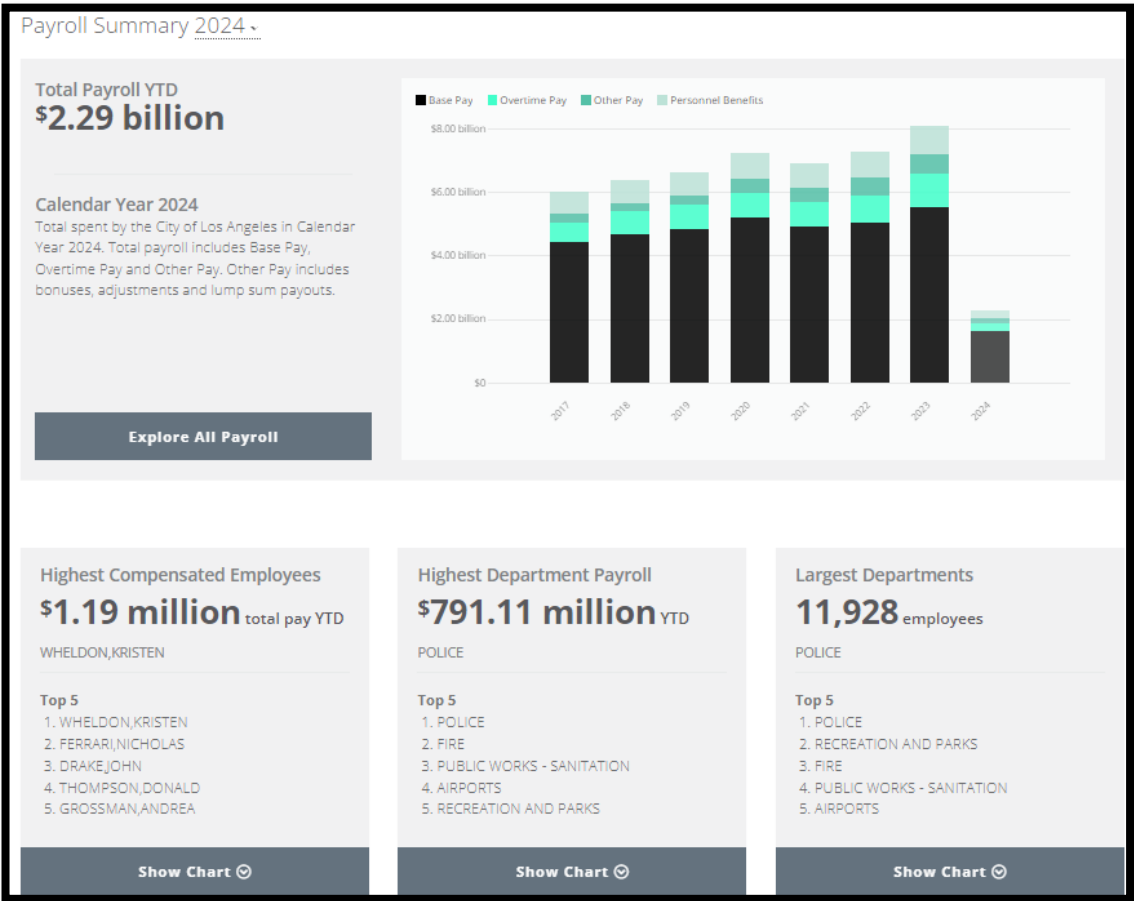 Payroll Summary 2024
Total Payroll YTD
$2.29 billion
Calendar Year 2024
Total spent by the City of Los Angeles in Calendar
Year 2024. Total payroll includes Base Pay,
Overtime Pay and Other Pay. Other Pay includes
bonuses, adjustments and lump sum payouts.
Explore All Payroll
Base Pay Overtime Pay Other Pay Personnel Benefits
$8.00 billion
$6.00 billion
$4.00 billion
$2.00 billion
$0
2017 2018 2019 2020 2021 2022 2023 2024
Highest Compensated Employees
$1.19 million total pay YTD
WHELDON,KRISTEN
Top 5
1. WHELDON,KRISTEN
2. FERRARI,NICHOLAS
3. DRAKE,JOHN
4. THOMPSON,DONALD
5. GROSSMAN,ANDREA
Show Chart
Highest Department Payroll
$791.11 million YTD
POLICE
Top 5
1. POLICE
2. FIRE
3. PUBLIC WORKS - SANITATION
4. AIRPORTS
5. RECREATION AND PARKS
Show Chart
Largest Departments
11,928 employees
POLICE
Top 5
1. POLICE
2. RECREATION AND PARKS
3. FIRE
4. PUBLIC WORKS - SANITATION
5. AIRPORTS
Show Chart